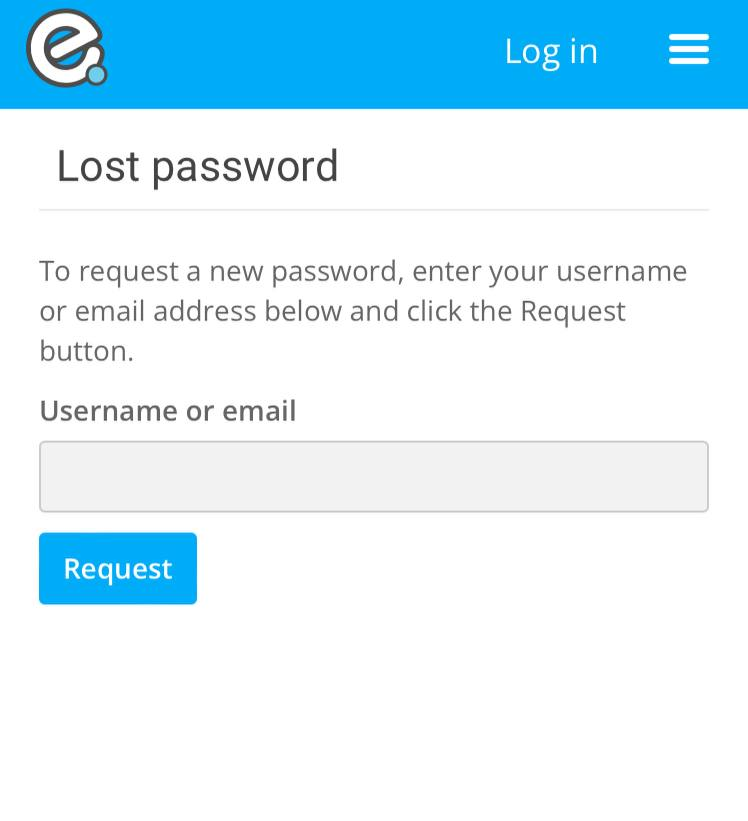 Log in
Lost password
To request a new password, enter your username
or email address below and click the Request
button.
Username or email
Request